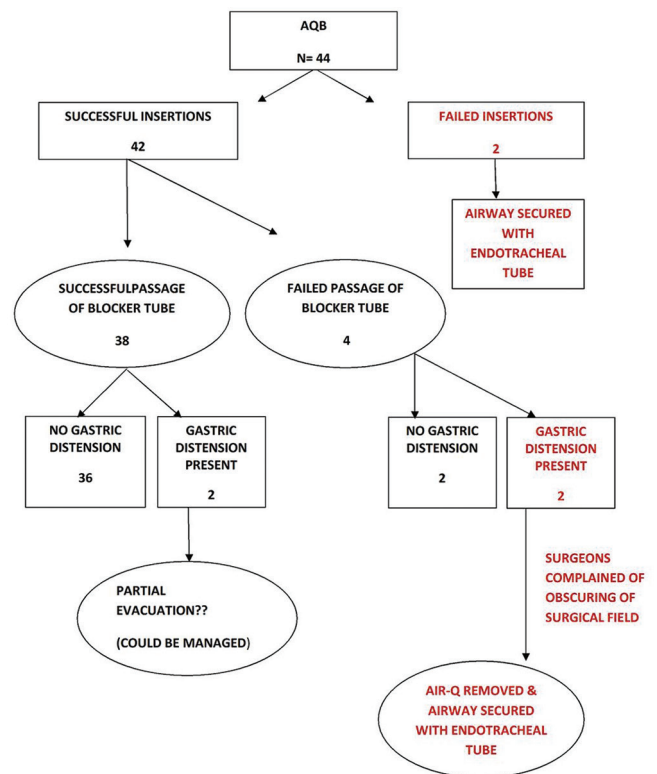 AQB
N= 44
SUCCESSFUL INSERTIONS
42
FAILED INSERTIONS
2
AIRWAY SECURED
WITH
ENDOTRACHEAL
TUBE
SUCCESSFULPASSAGE
OF BLOCKER TUBE
38
FAILED PASSAGE OF
BLOCKER TUBE
4
NO GASTRIC
DISTENSION
36
GASTRIC
DISTENSION
PRESENT
2
NO GASTRIC
DISTENSION
2
GASTRIC
DISTENSION
PRESENT
2
PARTIAL
EVACUATION??
(COULD BE MANAGED)
SURGEONS
COMPLAINED OF
OBSCURING OF
SURGICAL FIELD
AIR-Q REMOVED &
AIRWAY SECURED
WITH ENDOTRACHEAL
TUBE